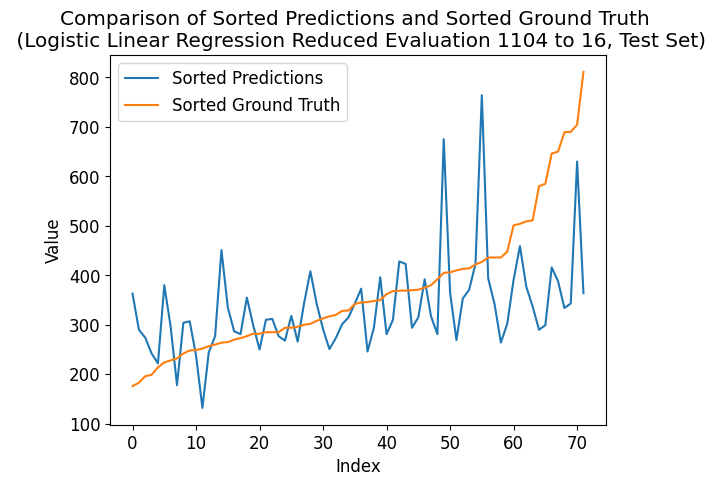 Comparison of Sorted Predictions and Sorted Ground Truth
(Logistic Linear Regression Reduced Evaluation 1104 to 16, Test Set)
Sorted Predictions
Sorted Ground Truth
Value
800
700
600
500
400
300
200
100
0 10 20 30 40 50 60 70
Index